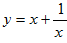 y = x + 1/x